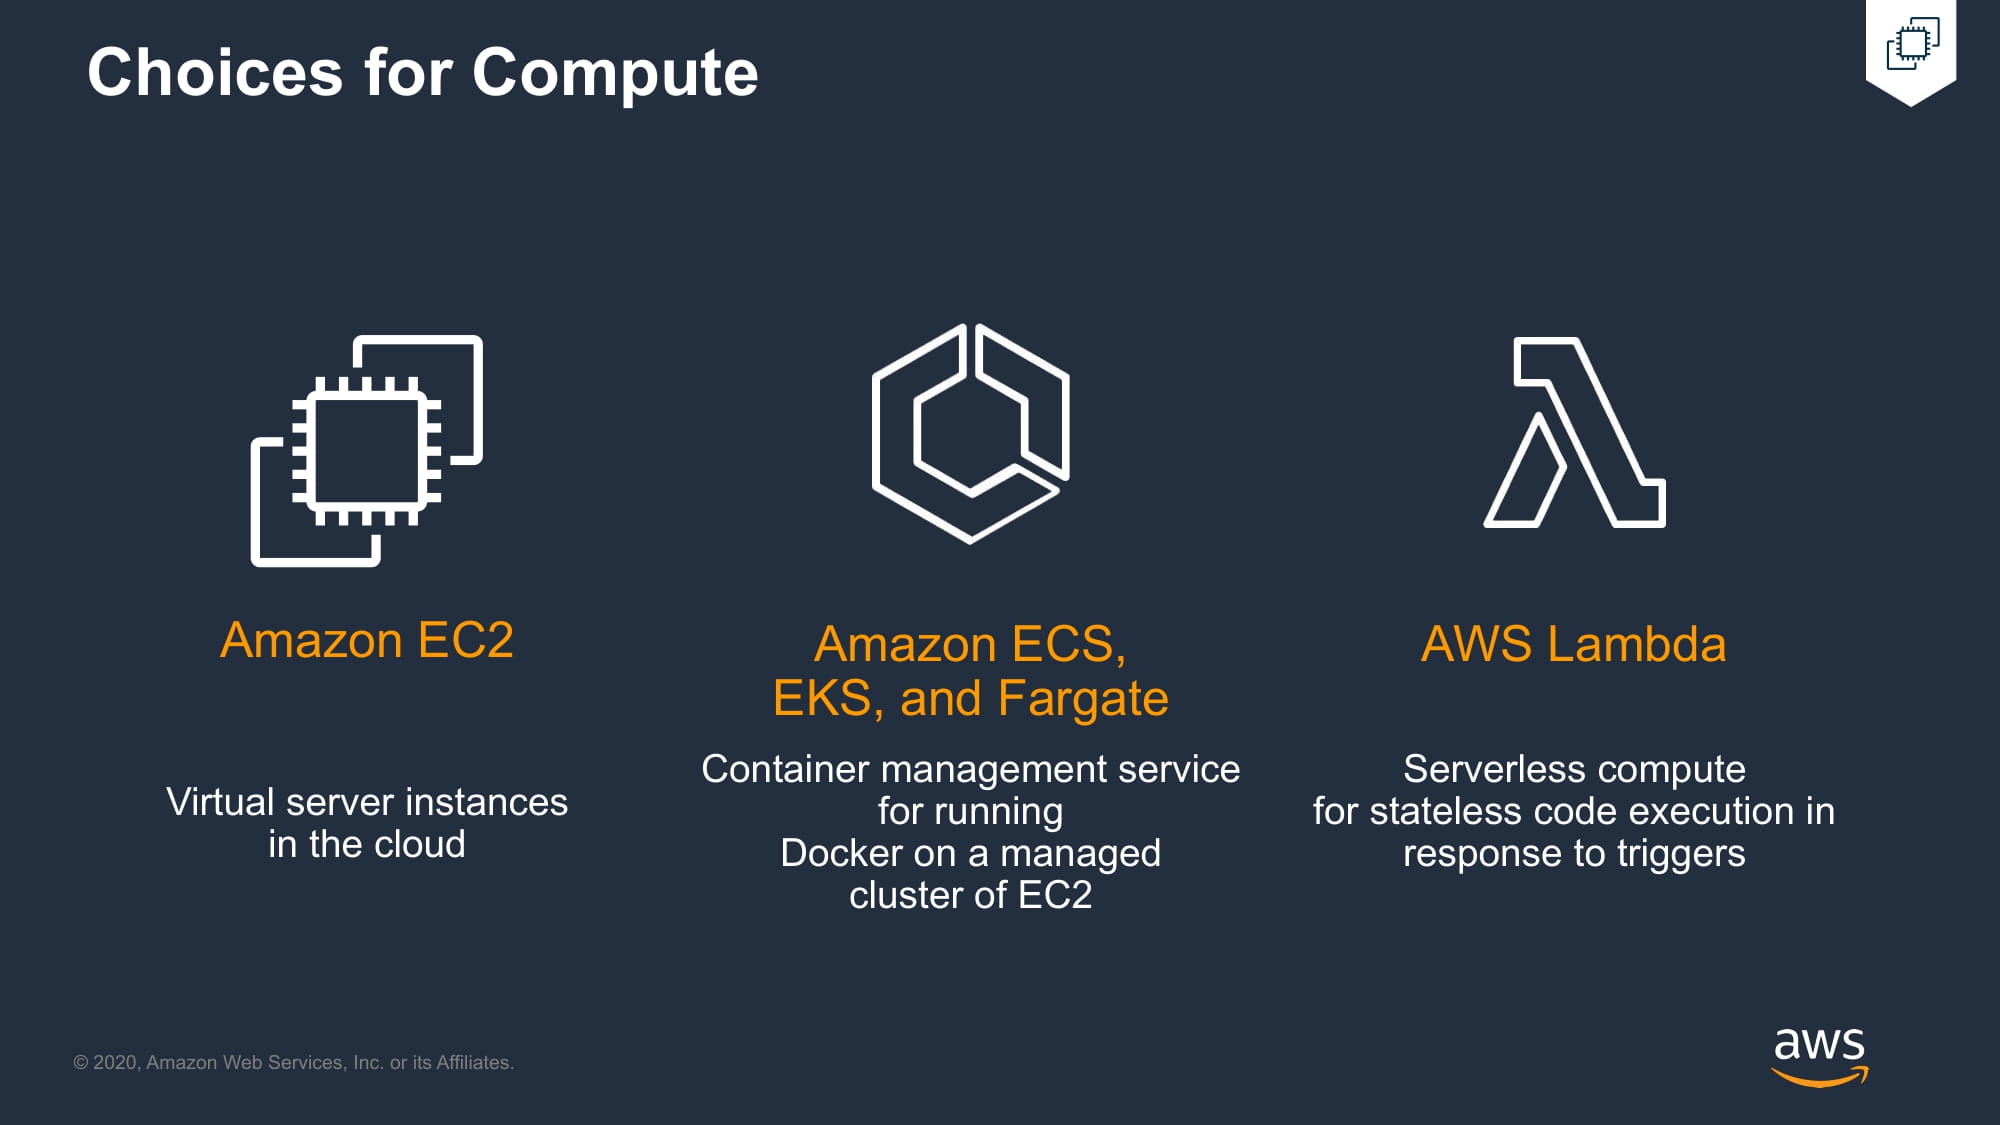 Choices for Compute
Amazon EC2
Virtual server instances
in the cloud
Amazon ECS,
EKS, and Fargate
Container management service
for running
Docker on a managed
cluster of EC2
AWS Lambda
Serverless compute
for stateless code execution in
response to triggers
© 2020, Amazon Web Services, Inc. or its Affiliates.
aws